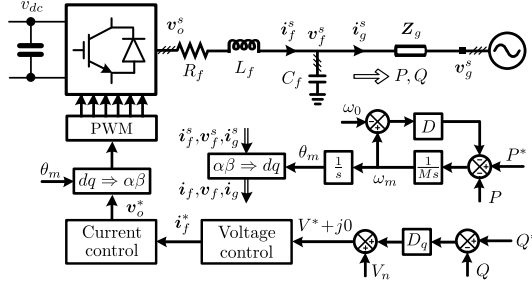 v_dc
v_o^s
R_f
L_f
i_f^s
v_f^s
i_g^s
Z_g
v_g^s
C_f
P, Q
PWM
θ_m
dq ⇒ αβ
v_o^*
i_f^s, v_f^s, i_g^s
αβ ⇒ dq
i_f, v_f, i_g
θ_m
1/s
ω_m
ω_0
D
1/Ms
P*
P
Current control
i_f^*
Voltage control
V*+j0
V_n
D_q
Q
Q*